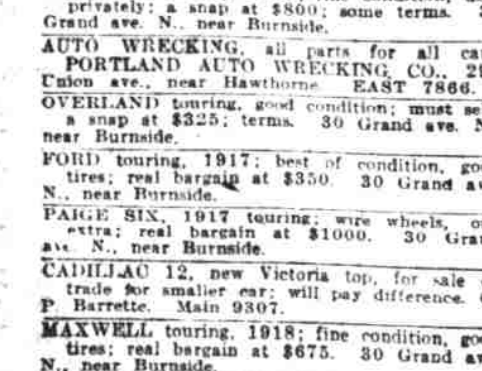 privately; a snap at $800; some terms.
Grand ave. N., near Burnside.
AUTO WRECKING, all parts for all
PORTLAND AUTO WRECKING CO.,
Union ave., near Hawthorne. EAST 7866.
OVERLAND touring, good condition; must
a snap at $325; terms. 30 Grand ave.
near Burnside.
FORD touring, 1917; best of condition,
tires; real bargain at $350. 30 Grand
N., near Burnside.
PAIGE SIX, 1917 touring; wire wheels,
extra; real bargain at $1000. 30
ave. N., near Burnside.
CADILLAC 12, new Victoria top, for sale
trade for smaller car; will pay difference.
P. Barrette. Main 9307.
MAXWELL touring, 1918; fine condition,
tires; real bargain at $675. 30 Grand
N., near Burnside.